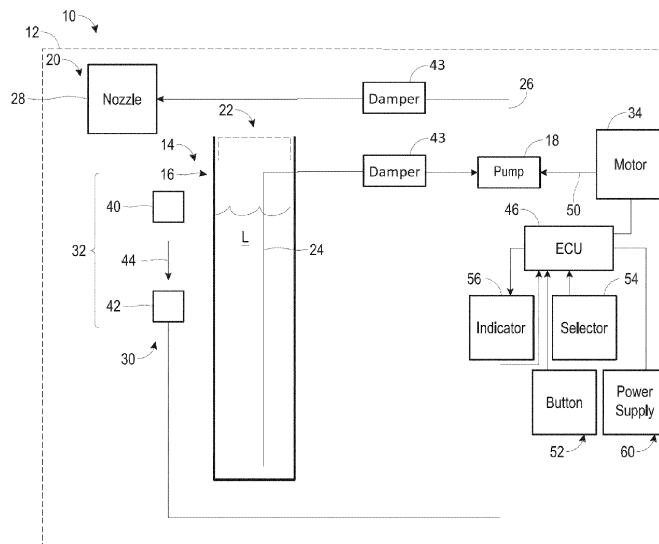 10
12
20
43
28
Nozzle
Damper
26
22
43
34
14
18
16
Damper
Pump
Motor
40
46
50
32
L
24
ECU
44
56
54
42
Indicator
Selector
30
Button
Power
Supply
52
60